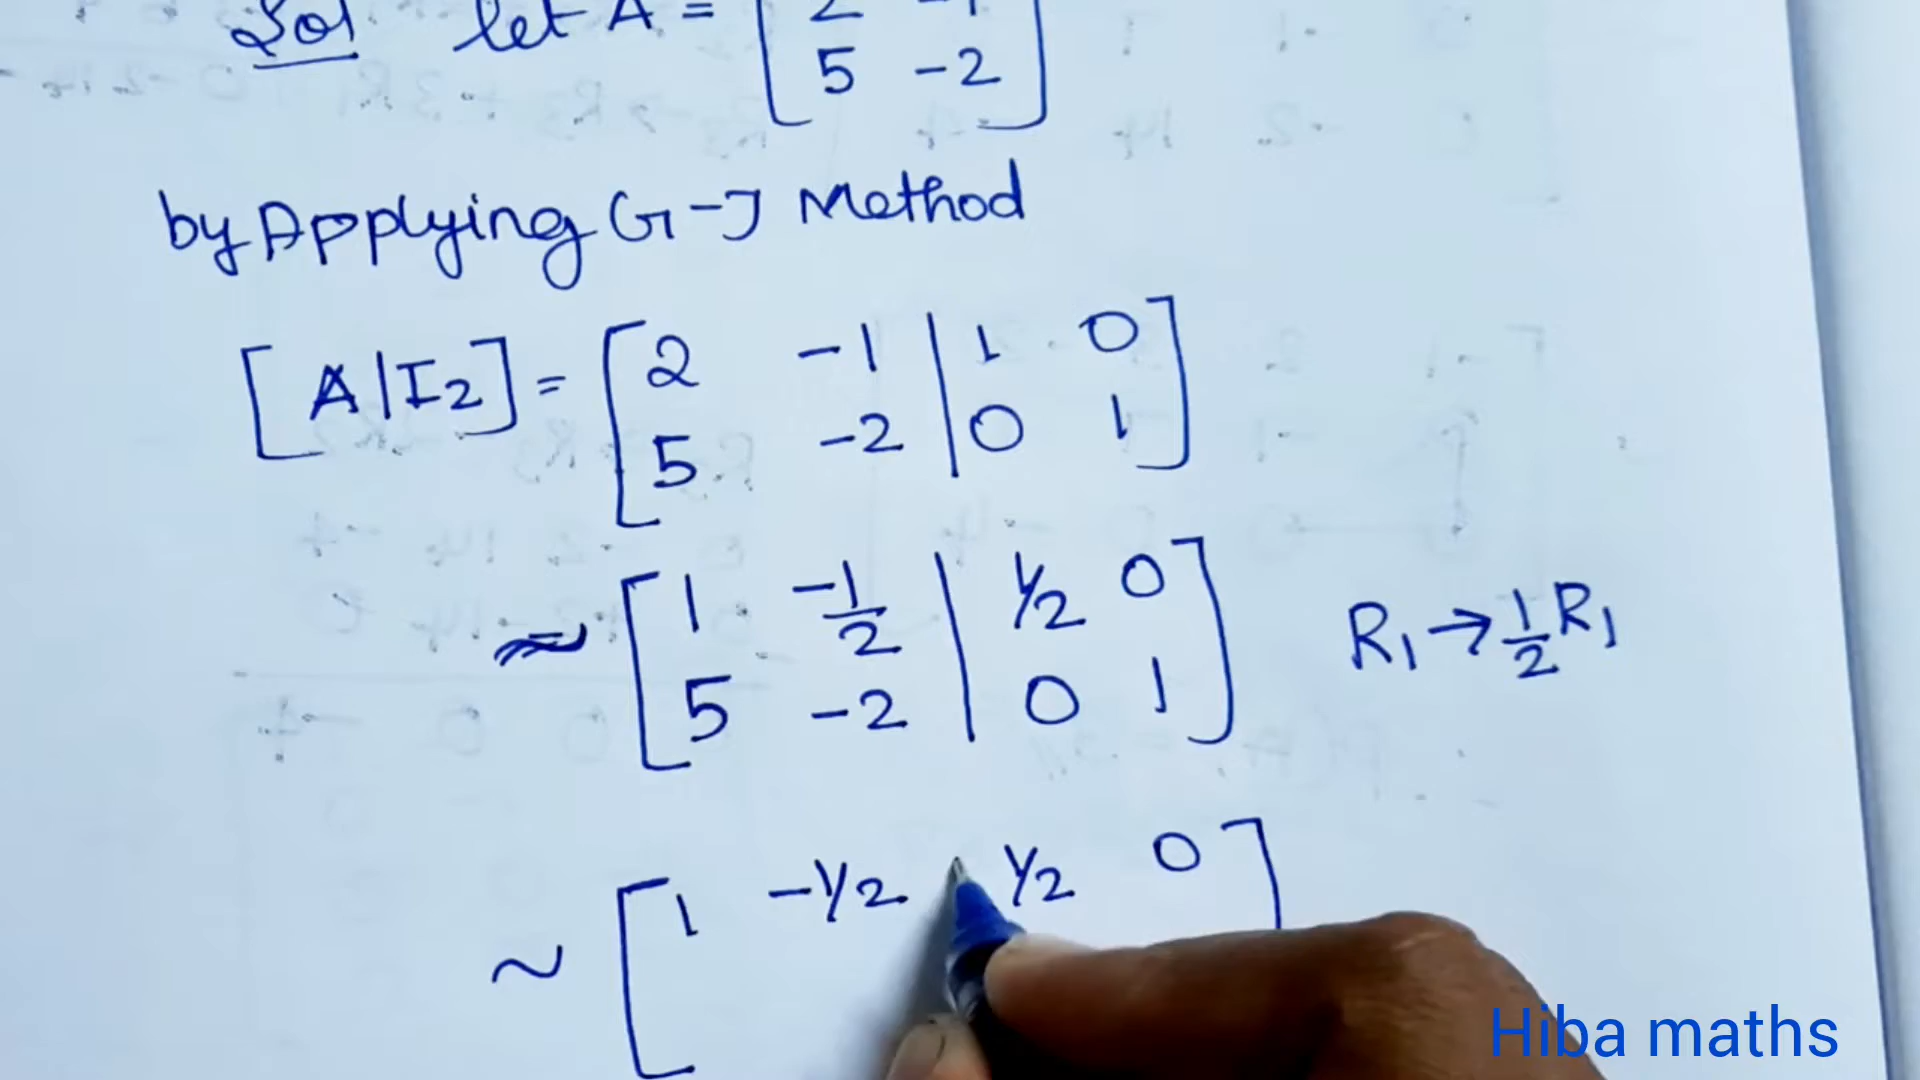 Sol let A = [2 -1
5 -2]
by Applying G-J Method
[A|I2] = [2 -1 | 1 0
5 -2 | 0 1]
≈ [1 -1/2 | 1/2 0
5 -2 | 0 1] R1→1/2 R1
~ [1 -1/2 1/2 0]
Hiba maths